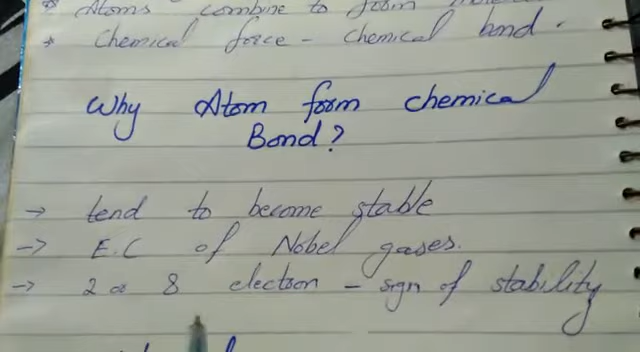 * Atoms combine to form
* Chemical force - Chemical bond.
Why Atom form chemical
Bond?
→ tend to become stable
→ E.C of Nobel gases.
→ 2 or 8 electron - sign of stability